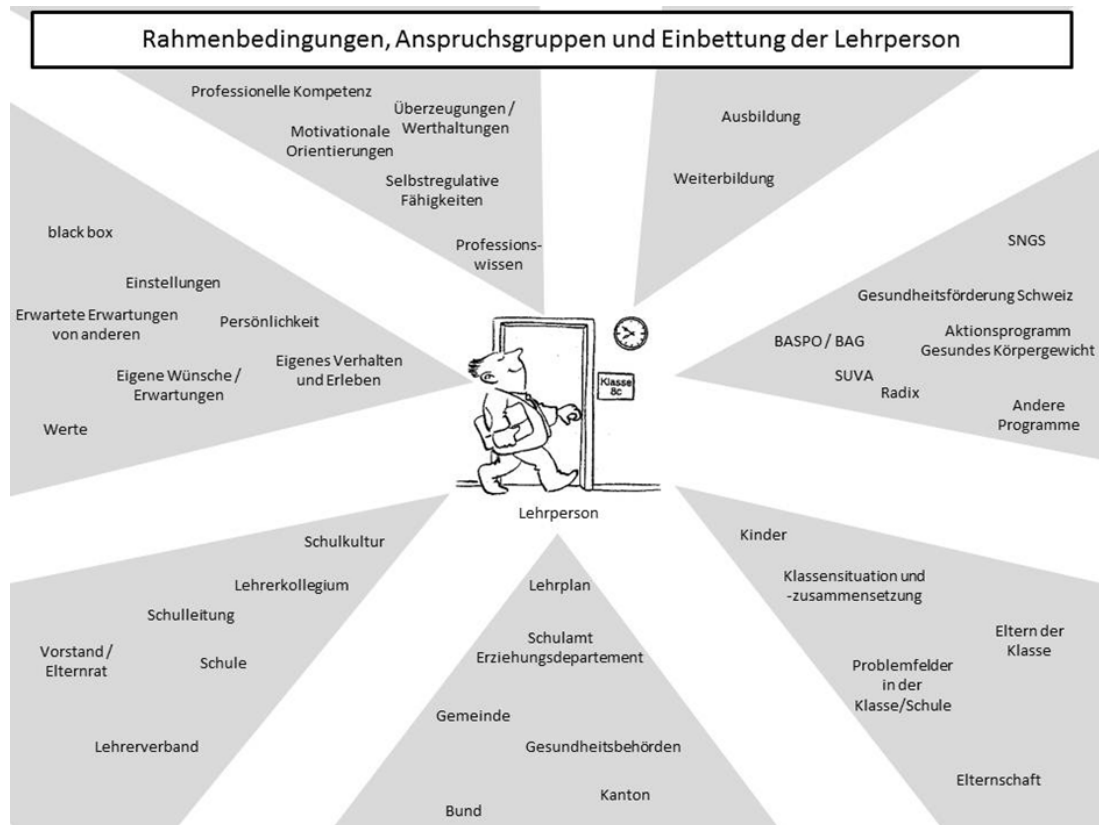 Rahmenbedingungen, Anspruchsgruppen und Einbettung der Lehrperson
Professionelle Kompetenz
Überzeugungen /
Werthaltungen
Motivationale
Orientierungen
Selbstregulative
Fähigkeiten
Professions-
wissen
Ausbildung
Weiterbildung
black box
Einstellungen
Erwartete Erwartungen
von anderen
Persönlichkeit
Eigenes Verhalten
und Erleben
Eigene Wünsche /
Erwartungen
Werte
SNGS
Gesundheitsförderung Schweiz
BASPO / BAG
Aktionsprogramm
Gesundes Körpergewicht
SUVA
Radix
Andere
Programme
Klasse
8c
Lehrperson
Schulkultur
Lehrerkollegium
Schulleitung
Vorstand /
Elternrat
Schule
Lehrerverband
Lehrplan
Schulamt
Erziehungsdepartement
Gemeinde
Gesundheitsbehörden
Kanton
Bund
Kinder
Klassensituation und
-zusammensetzung
Eltern der
Klasse
Problemfelder
in der
Klasse/Schule
Elternschaft